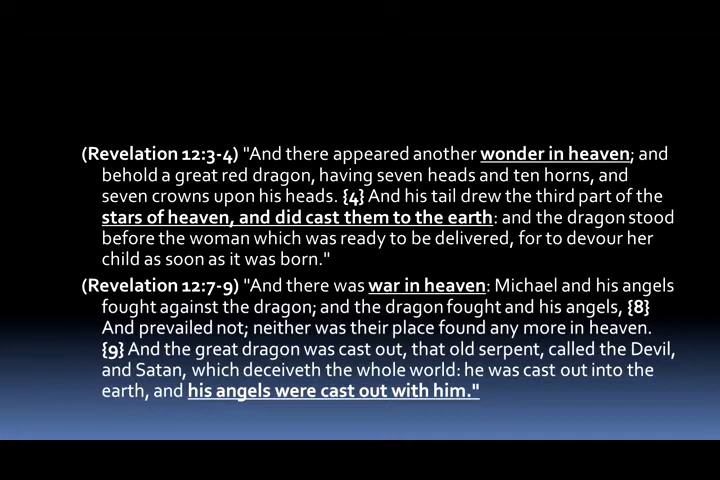 (Revelation 12:3-4) "And there appeared another wonder in heaven; and
behold a great red dragon, having seven heads and ten horns, and
seven crowns upon his heads. {4} And his tail drew the third part of the
stars of heaven, and did cast them to the earth: and the dragon stood
before the woman which was ready to be delivered, for to devour her
child as soon as it was born."
(Revelation 12:7-9) "And there was war in heaven: Michael and his angels
fought against the dragon; and the dragon fought and his angels, {8}
And prevailed not; neither was their place found any more in heaven.
{9} And the great dragon was cast out, that old serpent, called the Devil,
and Satan, which deceiveth the whole world: he was cast out into the
earth, and his angels were cast out with him."